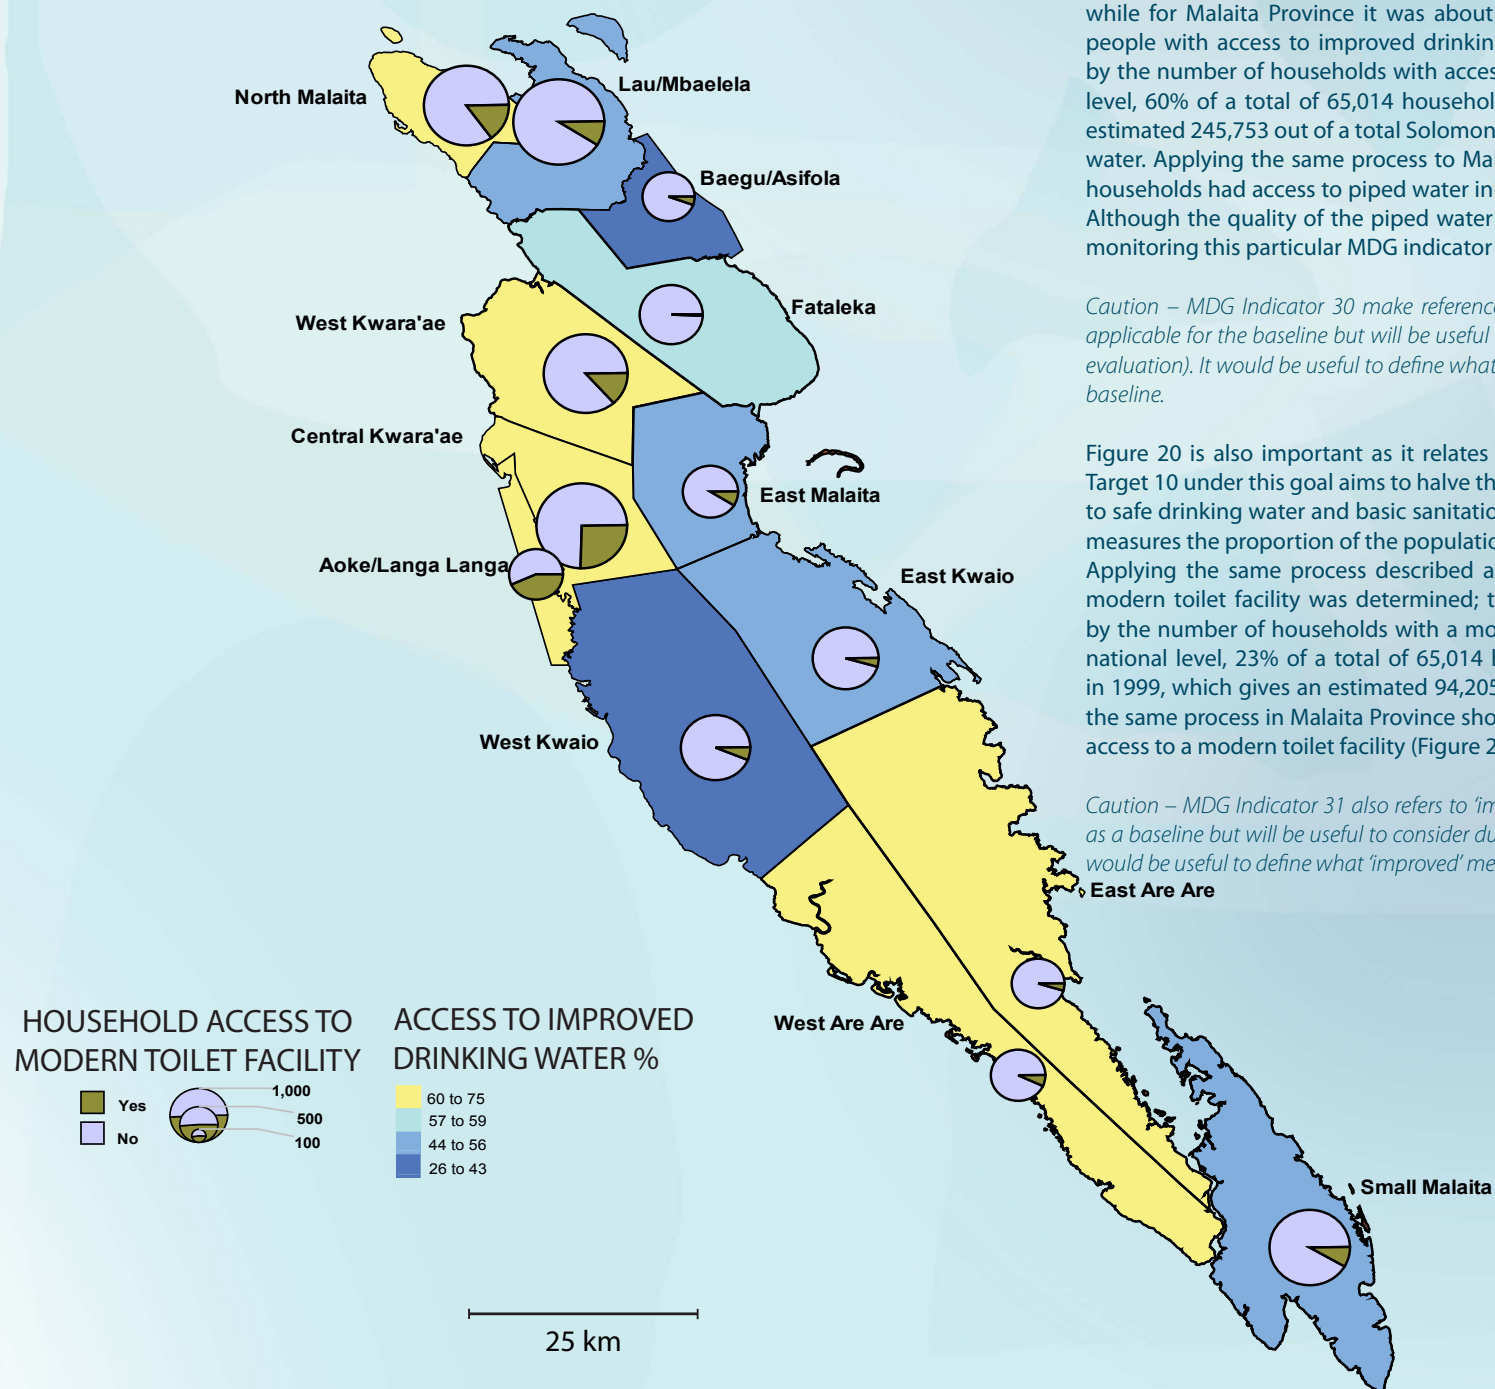 North Malaita
Lau/Mbaelela
Baegu/Asifola
Fataleka
West Kwara'ae
Central Kwara'ae
East Malaita
Aoke/Langa Langa
East Kwaio
West Kwaio
East Are Are
West Are Are
Small Malaita
HOUSEHOLD ACCESS TO
MODERN TOILET FACILITY
Yes
No
1,000
500
100
ACCESS TO IMPROVED
DRINKING WATER %
60 to 75
57 to 59
44 to 56
26 to 43
25 km
while for Malaita Province it was about
people with access to improved drinkin
by the number of households with acces
level, 60% of a total of 65,014 househol
estimated 245,753 out of a total Solomon
water. Applying the same process to Mal
households had access to piped water in
Although the quality of the piped water
monitoring this particular MDG indicator
Caution – MDG Indicator 30 make referenc
applicable for the baseline but will be useful
evaluation). It would be useful to define what
baseline.
Figure 20 is also important as it relates
Target 10 under this goal aims to halve th
to safe drinking water and basic sanitatio
measures the proportion of the populatio
Applying the same process described a
modern toilet facility was determined; t
by the number of households with a mo
national level, 23% of a total of 65,014 h
in 1999, which gives an estimated 94,205
the same process in Malaita Province sho
access to a modern toilet facility (Figure 2
Caution – MDG Indicator 31 also refers to ‘im
as a baseline but will be useful to consider du
would be useful to define what ‘improved’ me